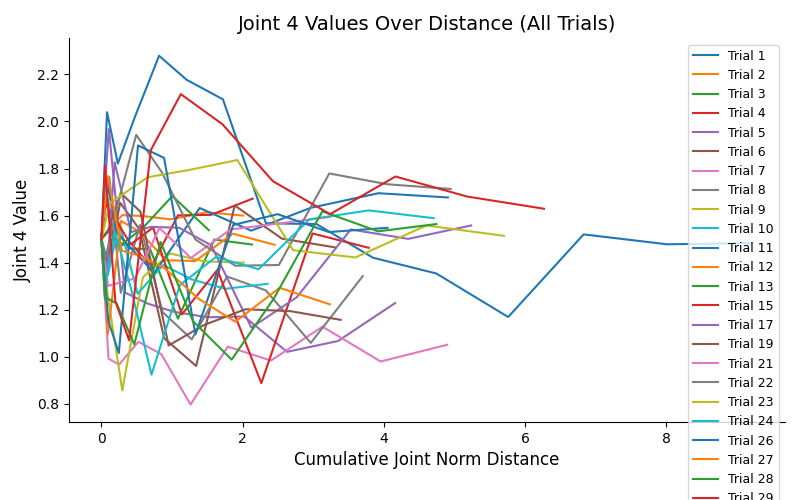 Joint 4 Values Over Distance (All Trials)
Joint 4 Value
2.2
2.0
1.8
1.6
1.4
1.2
1.0
0.8
0
2
4
6
8
Cumulative Joint Norm Distance
Trial 1
Trial 2
Trial 3
Trial 4
Trial 5
Trial 6
Trial 7
Trial 8
Trial 9
Trial 10
Trial 11
Trial 12
Trial 13
Trial 15
Trial 17
Trial 19
Trial 21
Trial 22
Trial 23
Trial 24
Trial 26
Trial 27
Trial 28
Trial 29